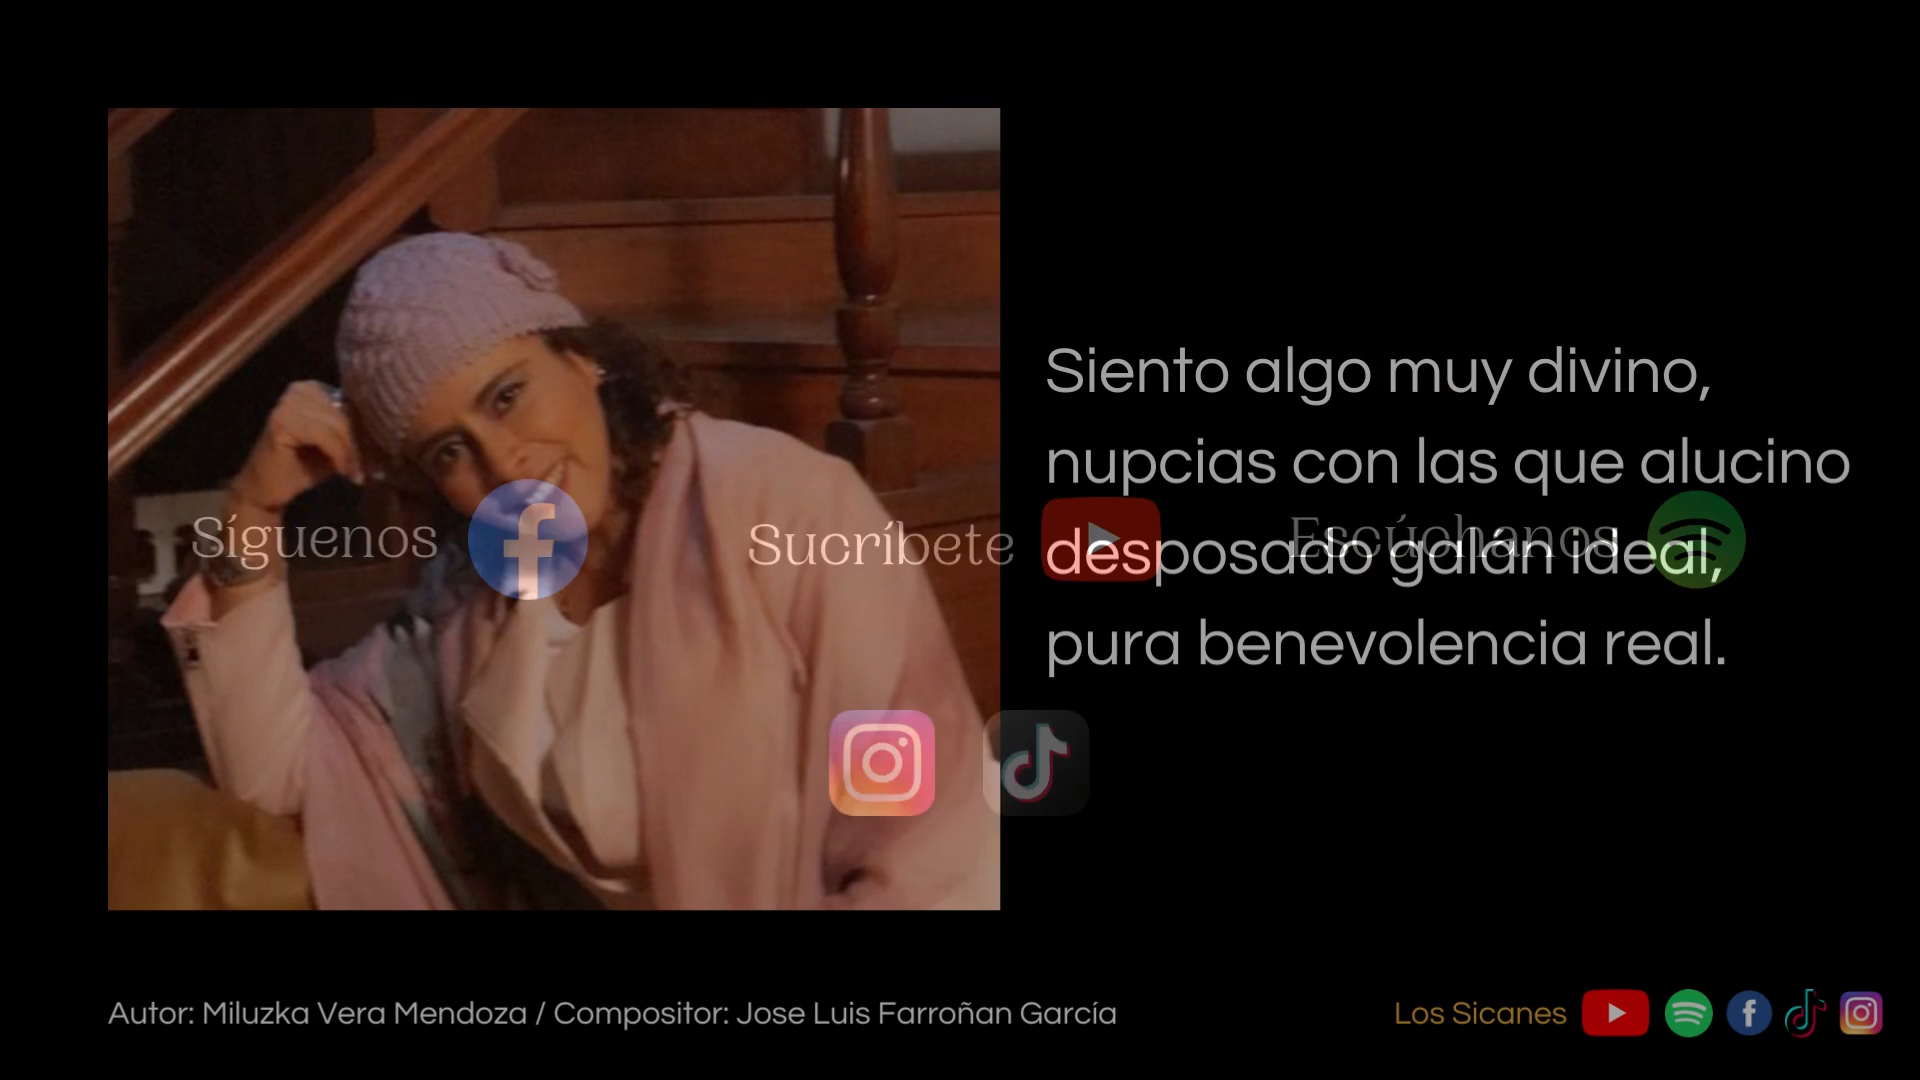 Siento algo muy divino,
nupcias con las que alucino
desposado galán ideal,
pura benevolencia real.
Síguenos
Sucríbete
Escúchanos
Autor: Miluzka Vera Mendoza / Compositor: Jose Luis Farroñan García
Los Sicanes